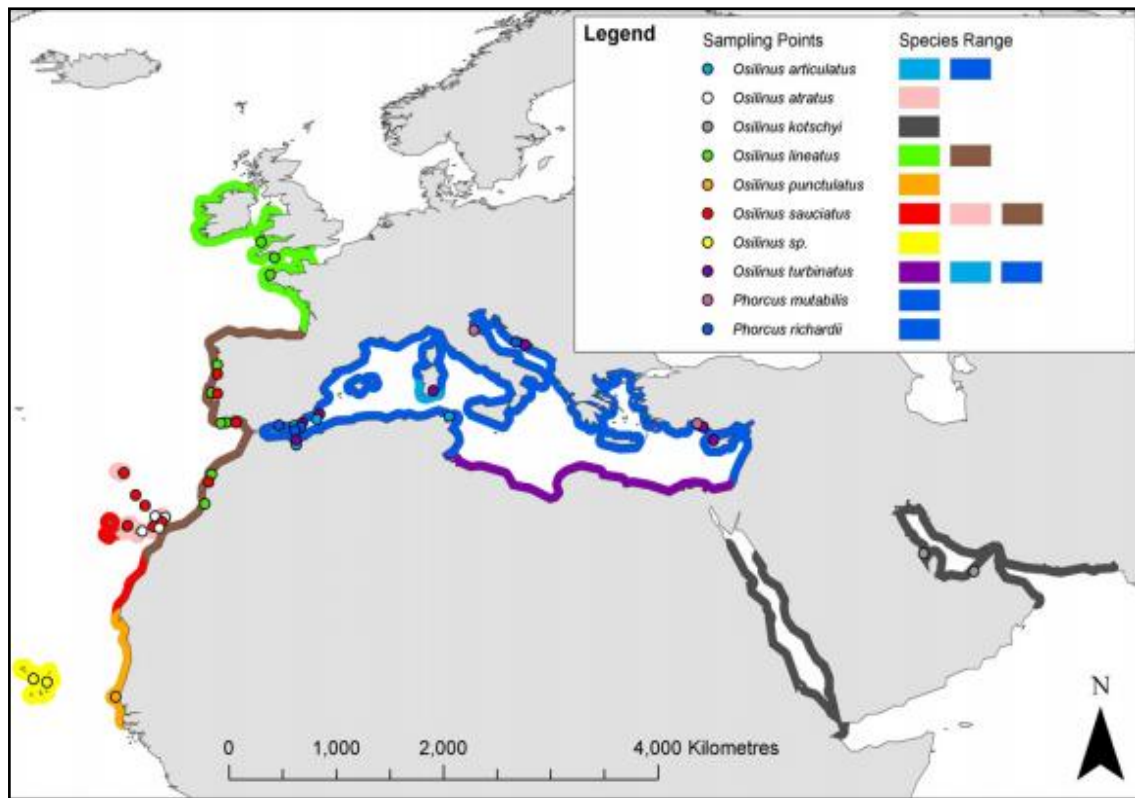 Legend
Sampling Points Species Range
Osilinus articulatus
Osilinus atratus
Osilinus kotschyi
Osilinus lineatus
Osilinus punctulatus
Osilinus sauciatus
Osilinus sp.
Osilinus turbinatus
Phorcus mutabilis
Phorcus richardii
N
0 1,000 2,000 4,000 Kilometres